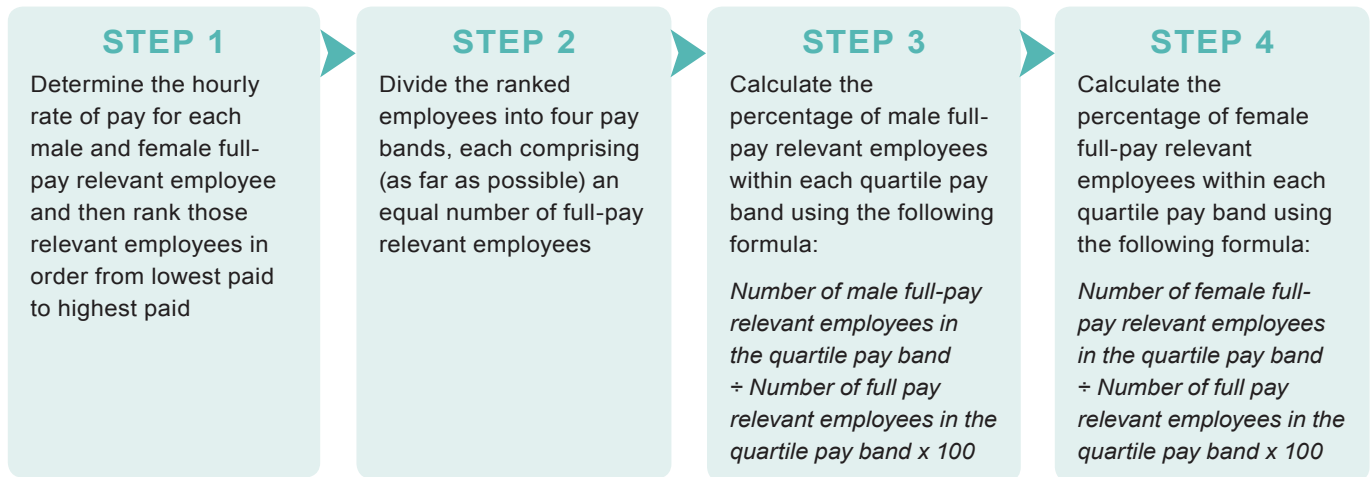 STEP 1
Determine the hourly
rate of pay for each
male and female full-
pay relevant employee
and then rank those
relevant employees in
order from lowest paid
to highest paid
STEP 2
Divide the ranked
employees into four pay
bands, each comprising
(as far as possible) an
equal number of full-pay
relevant employees
STEP 3
Calculate the
percentage of male full-
pay relevant employees
within each quartile pay
band using the following
formula:
Number of male full-pay
relevant employees in
the quartile pay band
÷ Number of full pay
relevant employees in the
quartile pay band x 100
STEP 4
Calculate the
percentage of female
full-pay relevant
employees within each
quartile pay band using
the following formula:
Number of female full-
pay relevant employees
in the quartile pay band
÷ Number of full pay
relevant employees in the
quartile pay band x 100